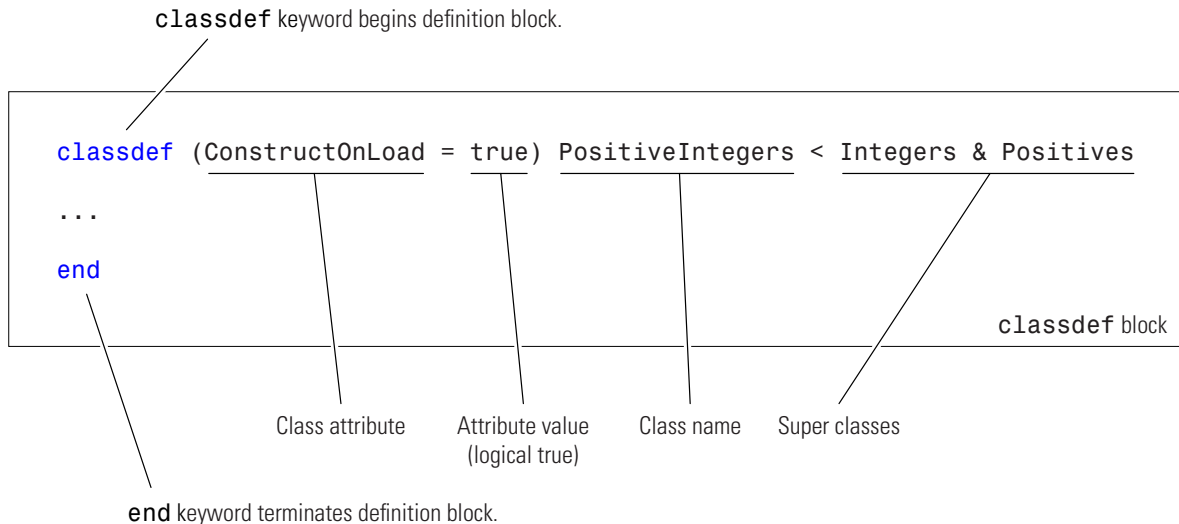 classdef keyword begins definition block.
classdef (ConstructOnLoad = true) PositiveIntegers < Integers & Positives
...
end
classdef block
Class attribute
Attribute value
(logical true)
Class name
Super classes
end keyword terminates definition block.